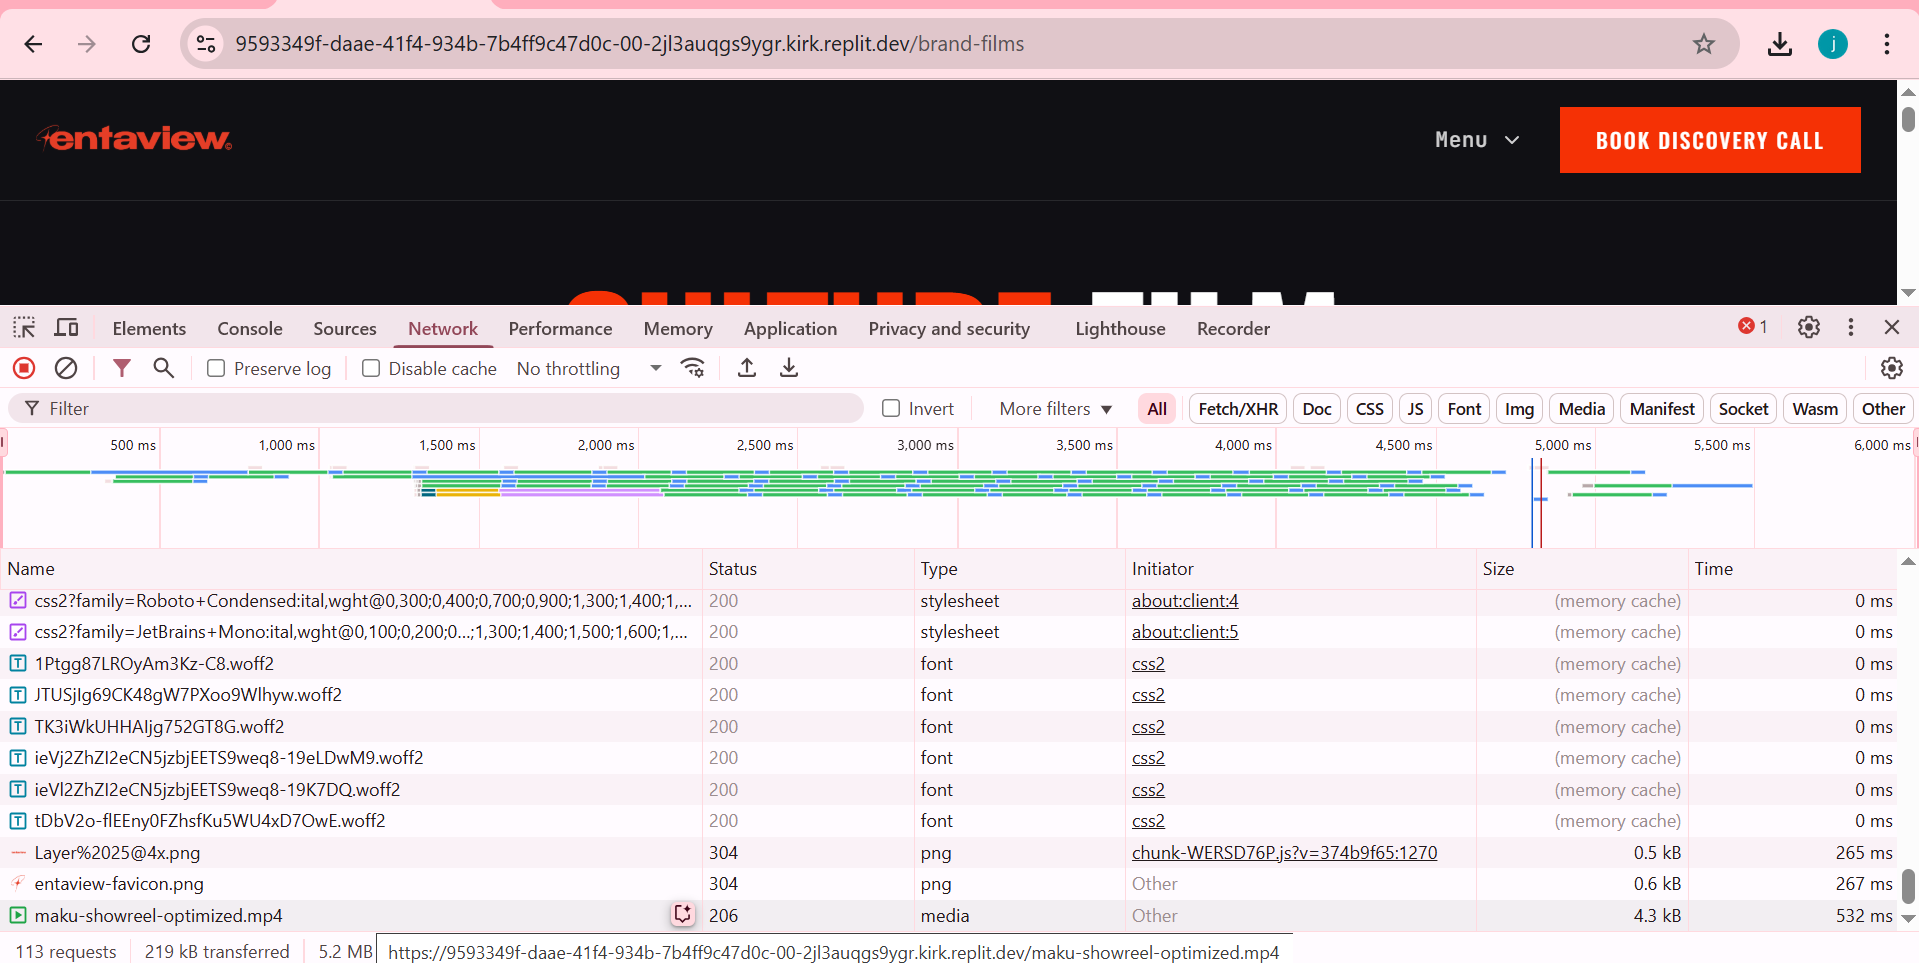 9593349f-daae-41f4-934b-7b4ff9c47d0c-00-2jl3auqgs9ygr.kirk.replit.dev/brand-films
j
entaview.©
Menu
BOOK DISCOVERY CALL
CULTURE FILM
Elements Console Sources Network Performance Memory Application Privacy and security Lighthouse Recorder 1
Preserve log Disable cache No throttling
Filter Invert More filters All Fetch/XHR Doc CSS JS Font Img Media Manifest Socket Wasm Other
500 ms 1,000 ms 1,500 ms 2,000 ms 2,500 ms 3,000 ms 3,500 ms 4,000 ms 4,500 ms 5,000 ms 5,500 ms 6,000 ms
Name Status Type Initiator Size Time
css2?family=Roboto+Condensed:ital,wght@0,300;0,400;0,700;0,900;1,300;1,400;1,... 200 stylesheet about:client:4 (memory cache) 0 ms
css2?family=JetBrains+Mono:ital,wght@0,100;0,200;0...;1,300;1,400;1,500;1,600;1,... 200 stylesheet about:client:5 (memory cache) 0 ms
1Ptgg87LROyAm3Kz-C8.woff2 200 font css2 (memory cache) 0 ms
JTUSjIg69CK48gW7PXoo9Wlhyw.woff2 200 font css2 (memory cache) 0 ms
TK3iWkUHHAIjg752GT8G.woff2 200 font css2 (memory cache) 0 ms
ieVj2ZhZI2eCN5jzbjEETS9weq8-19eLDwM9.woff2 200 font css2 (memory cache) 0 ms
ieVl2ZhZI2eCN5jzbjEETS9weq8-19K7DQ.woff2 200 font css2 (memory cache) 0 ms
tDbV2o-flEEny0FZhsfKu5WU4xD7OwE.woff2 200 font css2 (memory cache) 0 ms
Layer%2025@4x.png 304 png chunk-WERSD76P.js?v=374b9f65:1270 0.5 kB 265 ms
entaview-favicon.png 304 png Other 0.6 kB 267 ms
maku-showreel-optimized.mp4 206 media Other 4.3 kB 532 ms
113 requests 219 kB transferred 5.2 MB https://9593349f-daae-41f4-934b-7b4ff9c47d0c-00-2jl3auqgs9ygr.kirk.replit.dev/maku-showreel-optimized.mp4